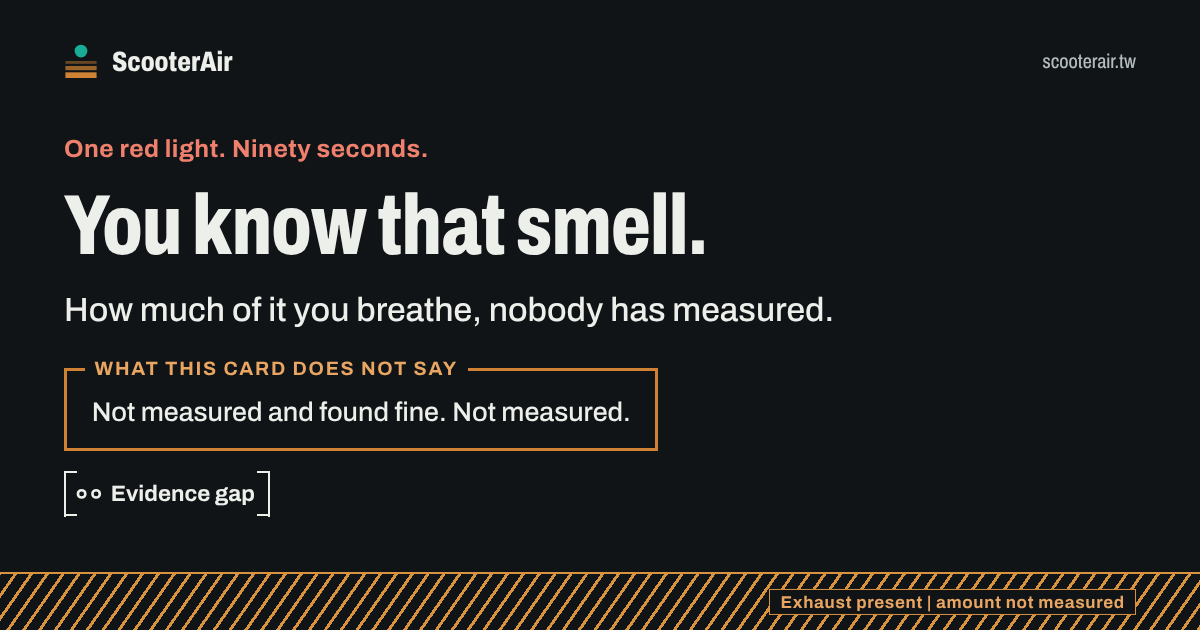 ScooterAir
scooterair.tw
One red light. Ninety seconds.
You know that smell.
How much of it you breathe, nobody has measured.
WHAT THIS CARD DOES NOT SAY
Not measured and found fine. Not measured.
Evidence gap
Exhaust present | amount not measured